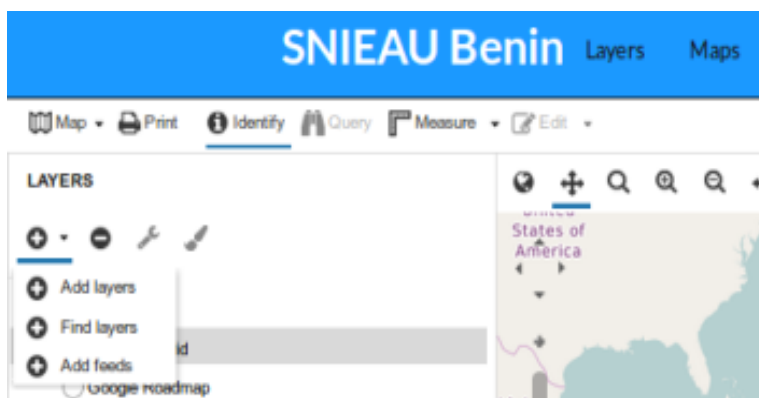 SNIEAU Benin Layers Maps
Map Print Identify Query Measure Edit
LAYERS
Add layers
Find layers
Add feeds
id
Google Roadmap
United
States of
America